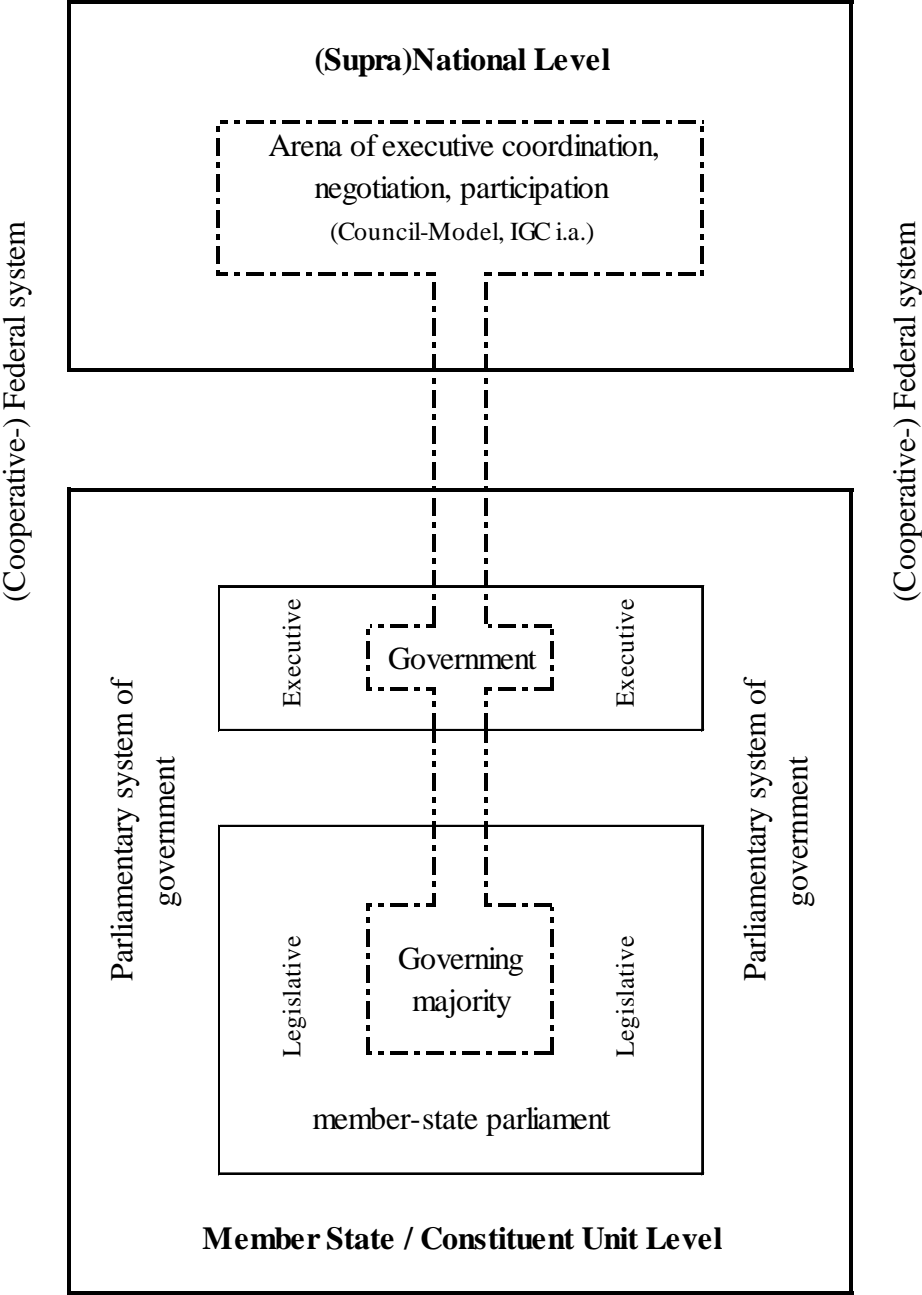 (Supra)National Level
Arena of executive coordination,
negotiation, participation
(Council-Model, IGC i.a.)
(Cooperative-) Federal system
(Cooperative-) Federal system
Executive
Government
Executive
Parliamentary system of
government
Parliamentary system of
government
Legislative
Governing
majority
Legislative
member-state parliament
Member State / Constituent Unit Level